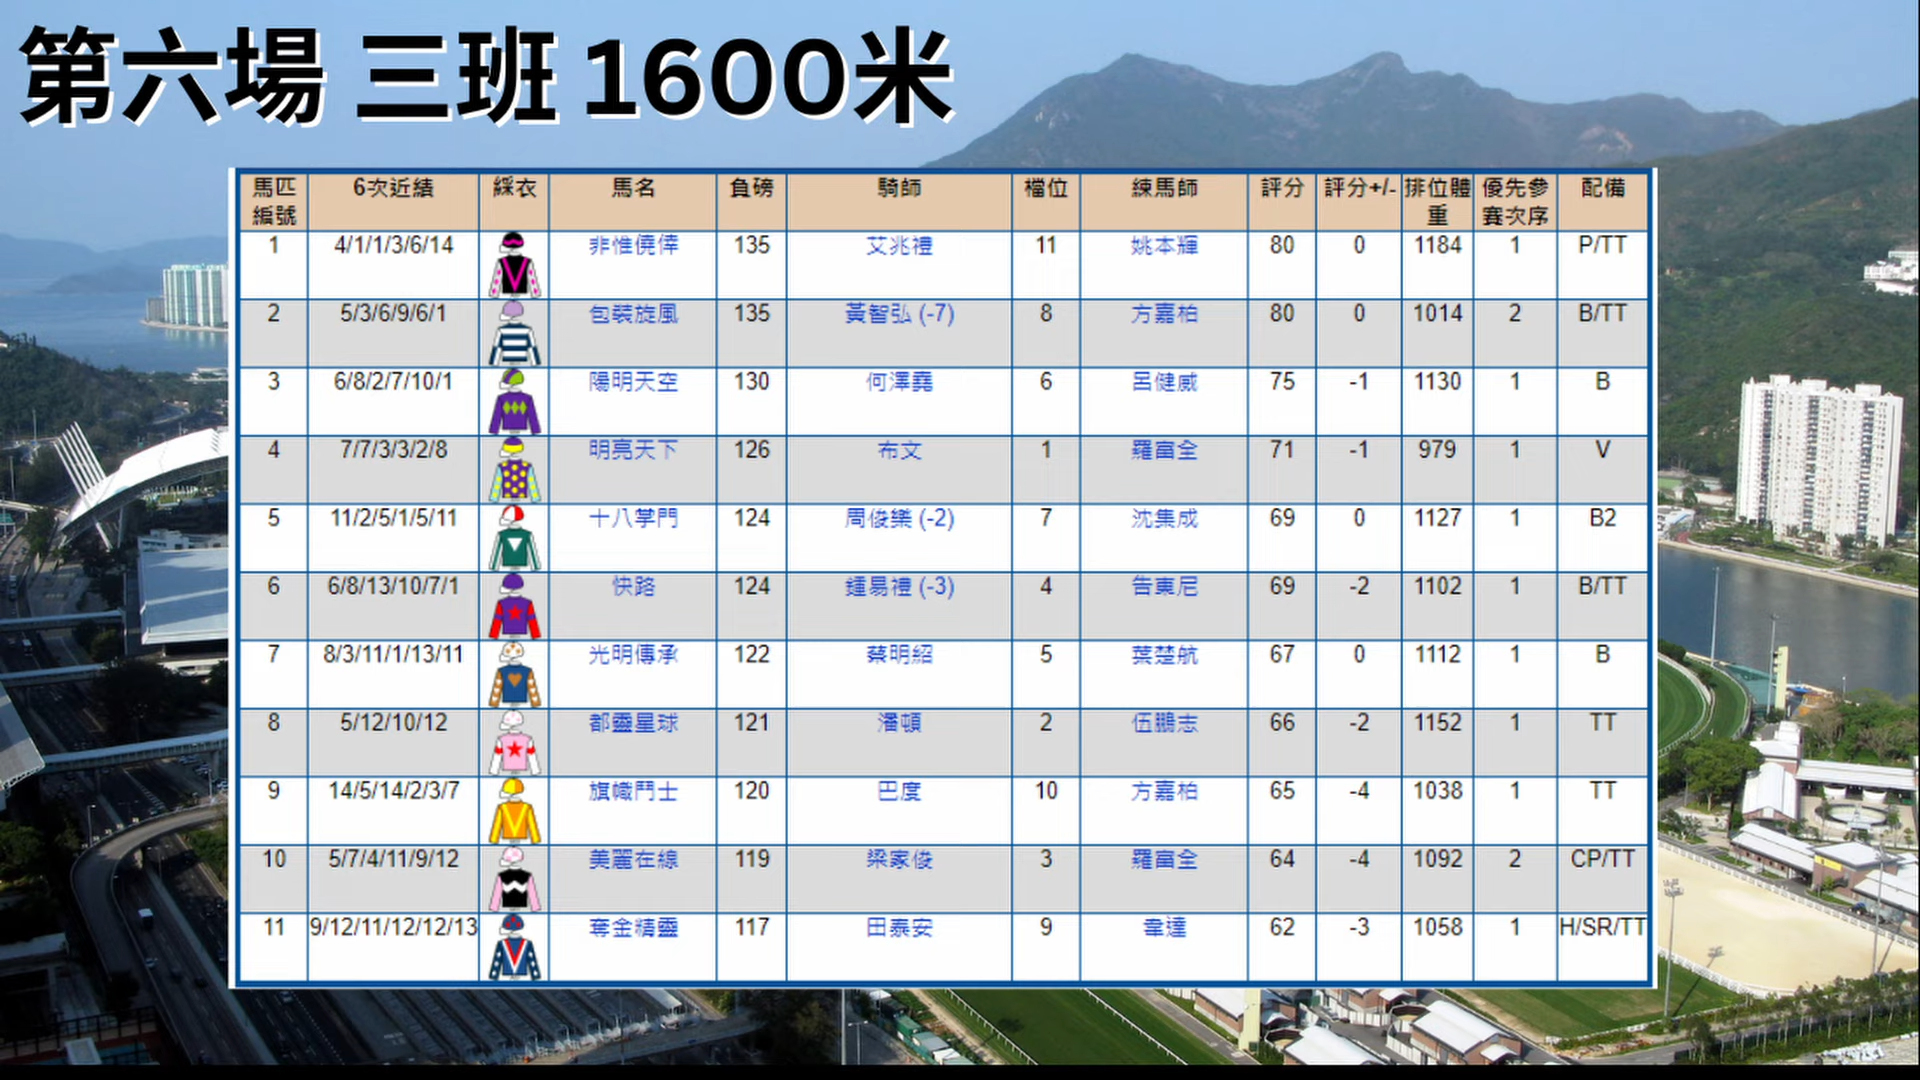 第六場 三班 1600米
馬匹編號 6次近績 綵衣 馬名 負磅 騎師 檔位 練馬師 評分 評分+/- 排位體重 優先參賽次序 配備
1 4/1/1/3/6/14 非惟僥倖 135 艾兆禮 11 姚本輝 80 0 1184 1 P/TT
2 5/3/6/9/6/1 包裝旋風 135 黃智弘 (-7) 8 方嘉柏 80 0 1014 2 B/TT
3 6/8/2/7/10/1 陽明天空 130 何澤堯 6 呂健威 75 -1 1130 1 B
4 7/7/3/3/2/8 明亮天下 126 布文 1 羅富全 71 -1 979 1 V
5 11/2/5/1/5/11 十八掌門 124 周俊樂 (-2) 7 沈集成 69 0 1127 1 B2
6 6/8/13/10/7/1 快路 124 鍾易禮 (-3) 4 告東尼 69 -2 1102 1 B/TT
7 8/3/11/1/13/11 光明傳承 122 蔡明紹 5 葉楚航 67 0 1112 1 B
8 5/12/10/12 都靈星球 121 潘頓 2 伍鵬志 66 -2 1152 1 TT
9 14/5/14/2/3/7 旗幟鬥士 120 巴度 10 方嘉柏 65 -4 1038 1 TT
10 5/7/4/11/9/12 美麗在線 119 梁家俊 3 羅富全 64 -4 1092 2 CP/TT
11 9/12/11/12/12/13 奪金精靈 117 田泰安 9 韋達 62 -3 1058 1 H/SR/TT